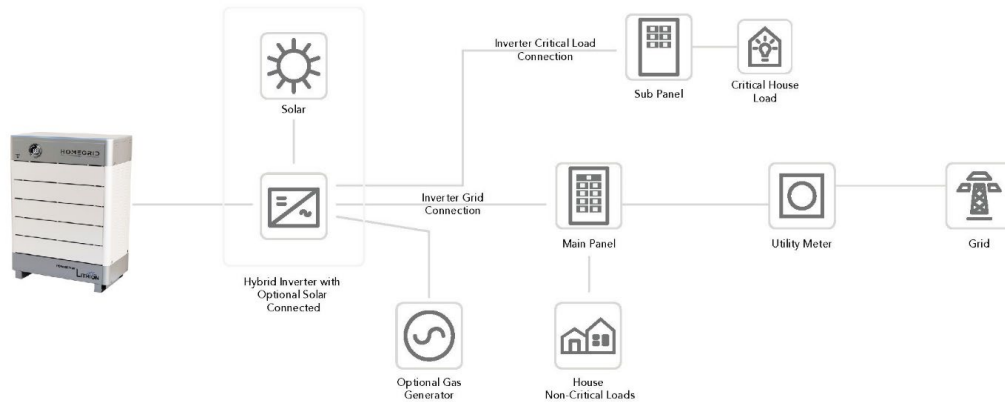 Inverter Critical Load
Connection
Sub Panel
Critical House
Load
Solar
HOMEGRID
Inverter Grid
Connection
Main Panel
Utility Meter
Grid
Hybrid Inverter with
Optional Solar
Connected
Optional Gas
Generator
House
Non-Critical Loads